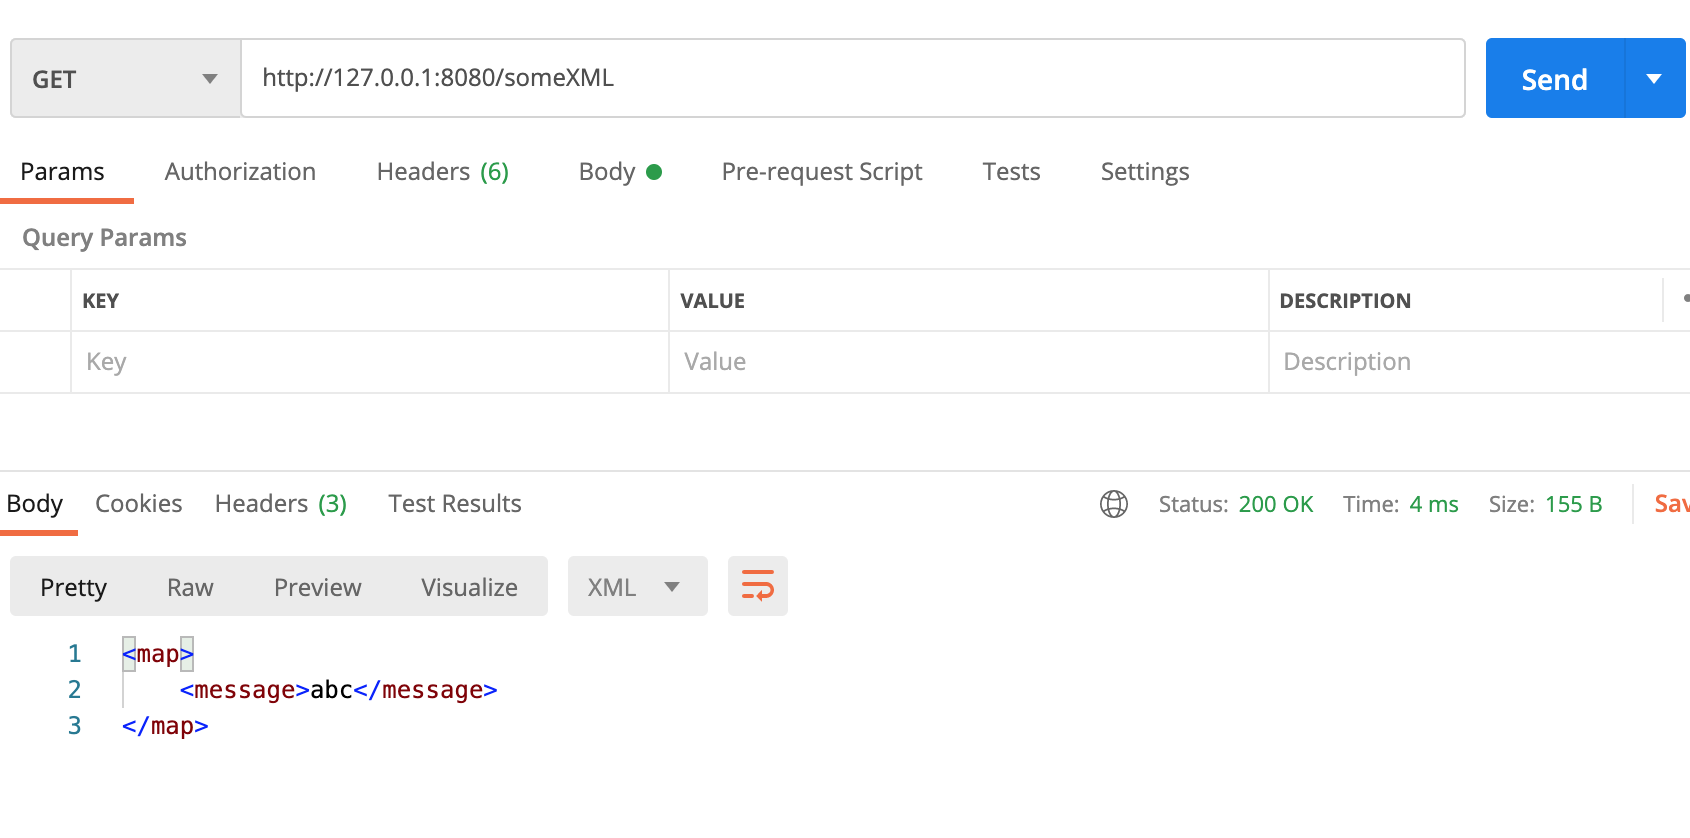 GET http://127.0.0.1:8080/someXML Send
Params Authorization Headers (6) Body Pre-request Script Tests Settings
Query Params
KEY VALUE DESCRIPTION
Key Value Description
Body Cookies Headers (3) Test Results Status: 200 OK Time: 4 ms Size: 155 B Sav
Pretty Raw Preview Visualize XML
1 <map>
2 <message>abc</message>
3 </map>